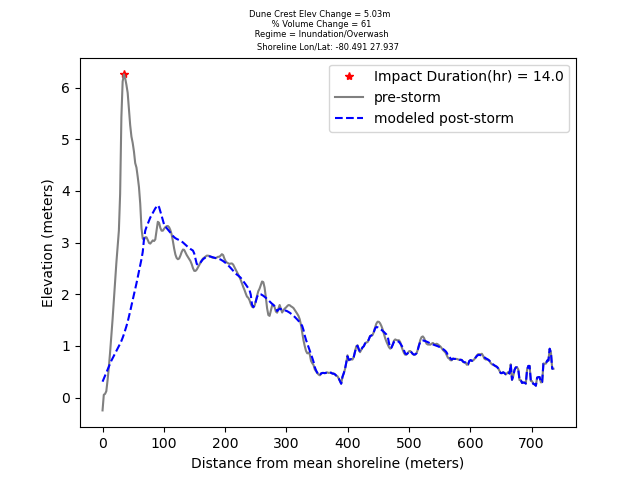 Dune Crest Elev Change = 5.03m
% Volume Change = 61
Regime = Inundation/Overwash
Shoreline Lon/Lat: -80.491 27.937
Impact Duration(hr) = 14.0
pre-storm
modeled post-storm
Elevation (meters)
6
5
4
3
2
1
0
0 100 200 300 400 500 600 700
Distance from mean shoreline (meters)